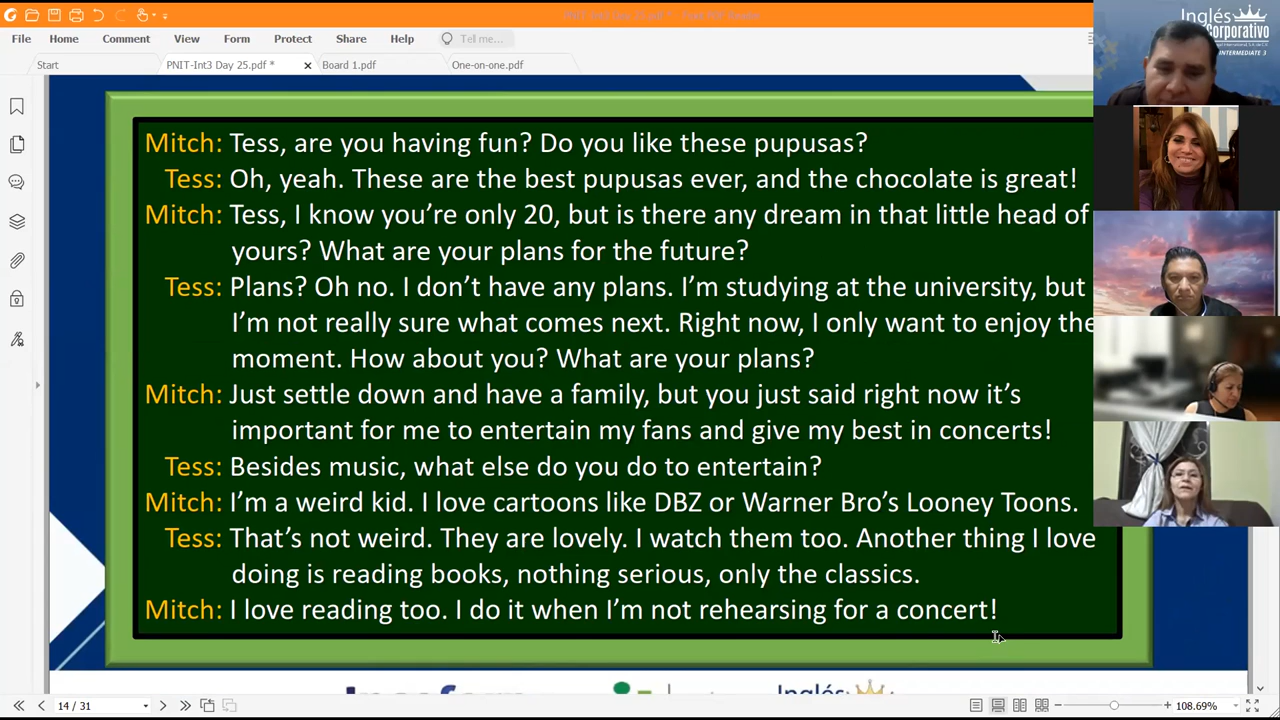 File Home Comment View Form Protect Share Help Tell me...
Inglés
Corporativo
INTERMEDIATE 3
Start PNIT-Int3 Day 25.pdf * Board 1.pdf One-on-one.pdf
Mitch: Tess, are you having fun? Do you like these pupusas?
Tess: Oh, yeah. These are the best pupusas ever, and the chocolate is great!
Mitch: Tess, I know you’re only 20, but is there any dream in that little head of
yours? What are your plans for the future?
Tess: Plans? Oh no. I don’t have any plans. I’m studying at the university, but
I’m not really sure what comes next. Right now, I only want to enjoy the
moment. How about you? What are your plans?
Mitch: Just settle down and have a family, but you just said right now it’s
important for me to entertain my fans and give my best in concerts!
Tess: Besides music, what else do you do to entertain?
Mitch: I’m a weird kid. I love cartoons like DBZ or Warner Bro’s Looney Toons.
Tess: That’s not weird. They are lovely. I watch them too. Another thing I love
doing is reading books, nothing serious, only the classics.
Mitch: I love reading too. I do it when I’m not rehearsing for a concert!
Inglés
14 / 31 108.69%